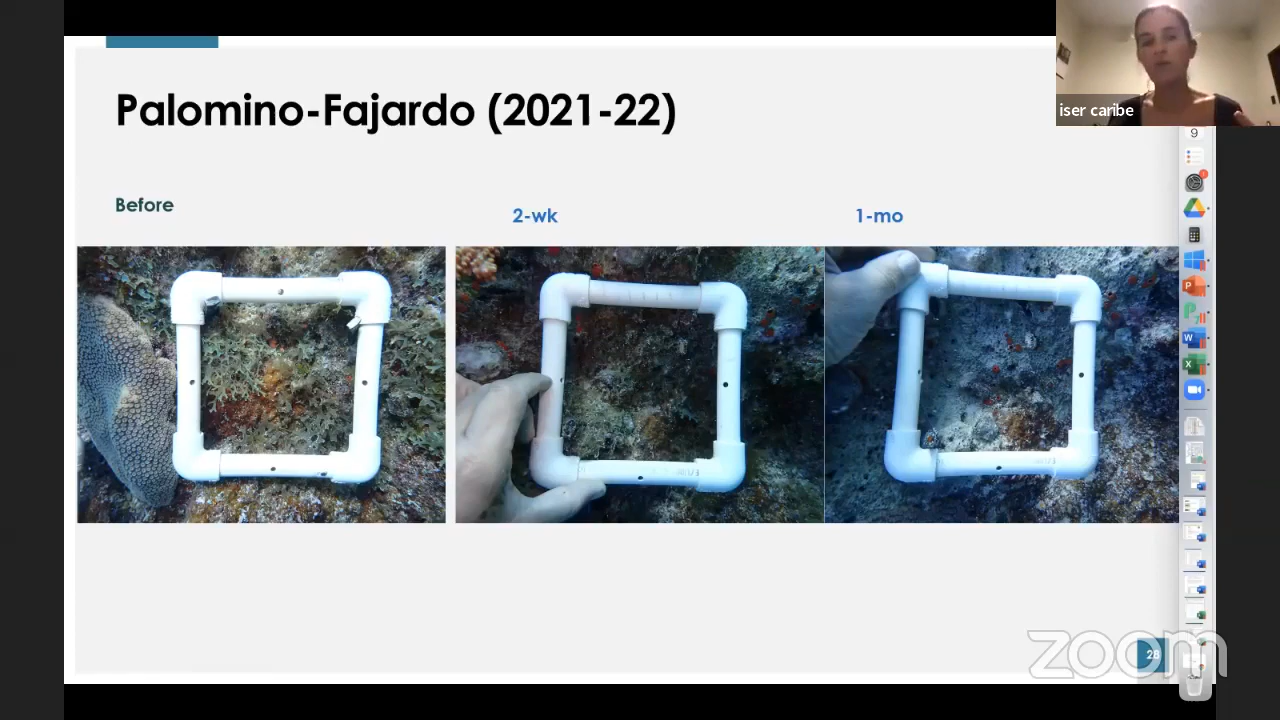 Palomino-Fajardo (2021-22)
iser caribe
9
Before
2-wk
1-mo
28
zoom